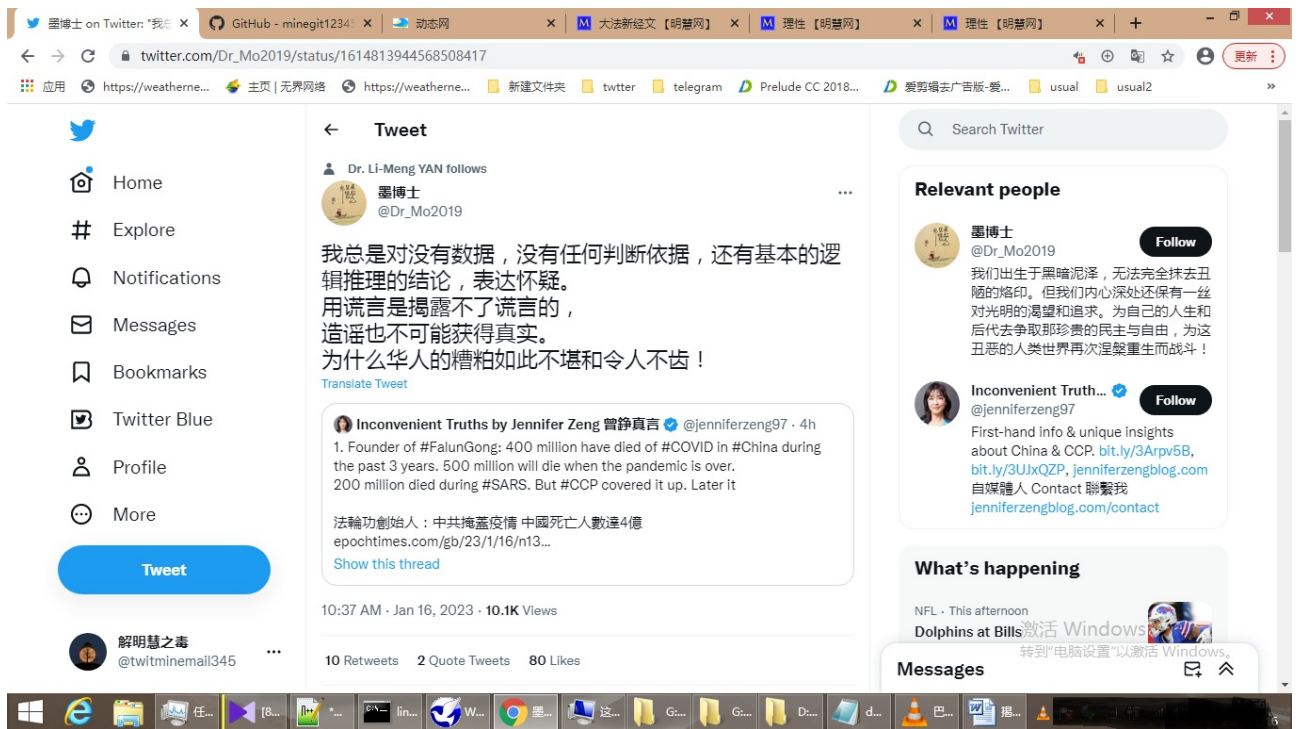 墨博士 on Twitter: "我总
GitHub - minegit1234
动态网
大法新经文【明慧网】
理性 【明慧网】
理性 【明慧网】
twitter.com/Dr_Mo2019/status/1614813944568508417
更新
应用
https://weatherne...
主页 | 无界网络
https://weatherne...
新建文件夹
twtter
telegram
Prelude CC 2018...
爱剪辑去广告版-爱...
usual
usual2
»
Home
Explore
Notifications
Messages
Bookmarks
Twitter Blue
Profile
More
Tweet
解明慧之毒
@twitminemail345
Tweet
Dr. Li-Meng YAN follows
墨博士
@Dr_Mo2019
我总是对没有数据，没有任何判断依据，还有基本的逻
辑推理的结论，表达怀疑。
用谎言是揭露不了谎言的，
造谣也不可能获得真实。
为什么华人的糟粕如此不堪和令人不齿！
Translate Tweet
Inconvenient Truths by Jennifer Zeng 曾錚真言 @jenniferzeng97 · 4h
1. Founder of #FalunGong: 400 million have died of #COVID in #China during
the past 3 years. 500 million will die when the pandemic is over.
200 million died during #SARS. But #CCP covered it up. Later it
法輪功創始人：中共掩蓋疫情 中國死亡人數達4億
epochtimes.com/gb/23/1/16/n13...
Show this thread
10:37 AM · Jan 16, 2023 · 10.1K Views
10 Retweets 2 Quote Tweets 80 Likes
Search Twitter
Relevant people
墨博士
@Dr_Mo2019
Follow
我们出生于黑暗泥泽，无法完全抹去丑
陋的烙印。但我们内心深处还保有一丝
对光明的渴望和追求。为自己的人生和
后代去争取那珍贵的民主与自由，为这
丑恶的人类世界再次涅槃重生而战斗！
Inconvenient Truth...
@jenniferzeng97
Follow
First-hand info & unique insights
about China & CCP. bit.ly/3Arpv5B,
bit.ly/3UJxQZP, jenniferzengblog.com
自媒體人 Contact 聯繫我
jenniferzengblog.com/contact
What's happening
NFL · This afternoon
Dolphins at Bills
激活 Windows
转到"电脑设置"以激活 Windows。
Messages
任...
[8...
*...
lin...
W...
墨...
这...
G:...
G:...
D:...
d...
巴...
揭...